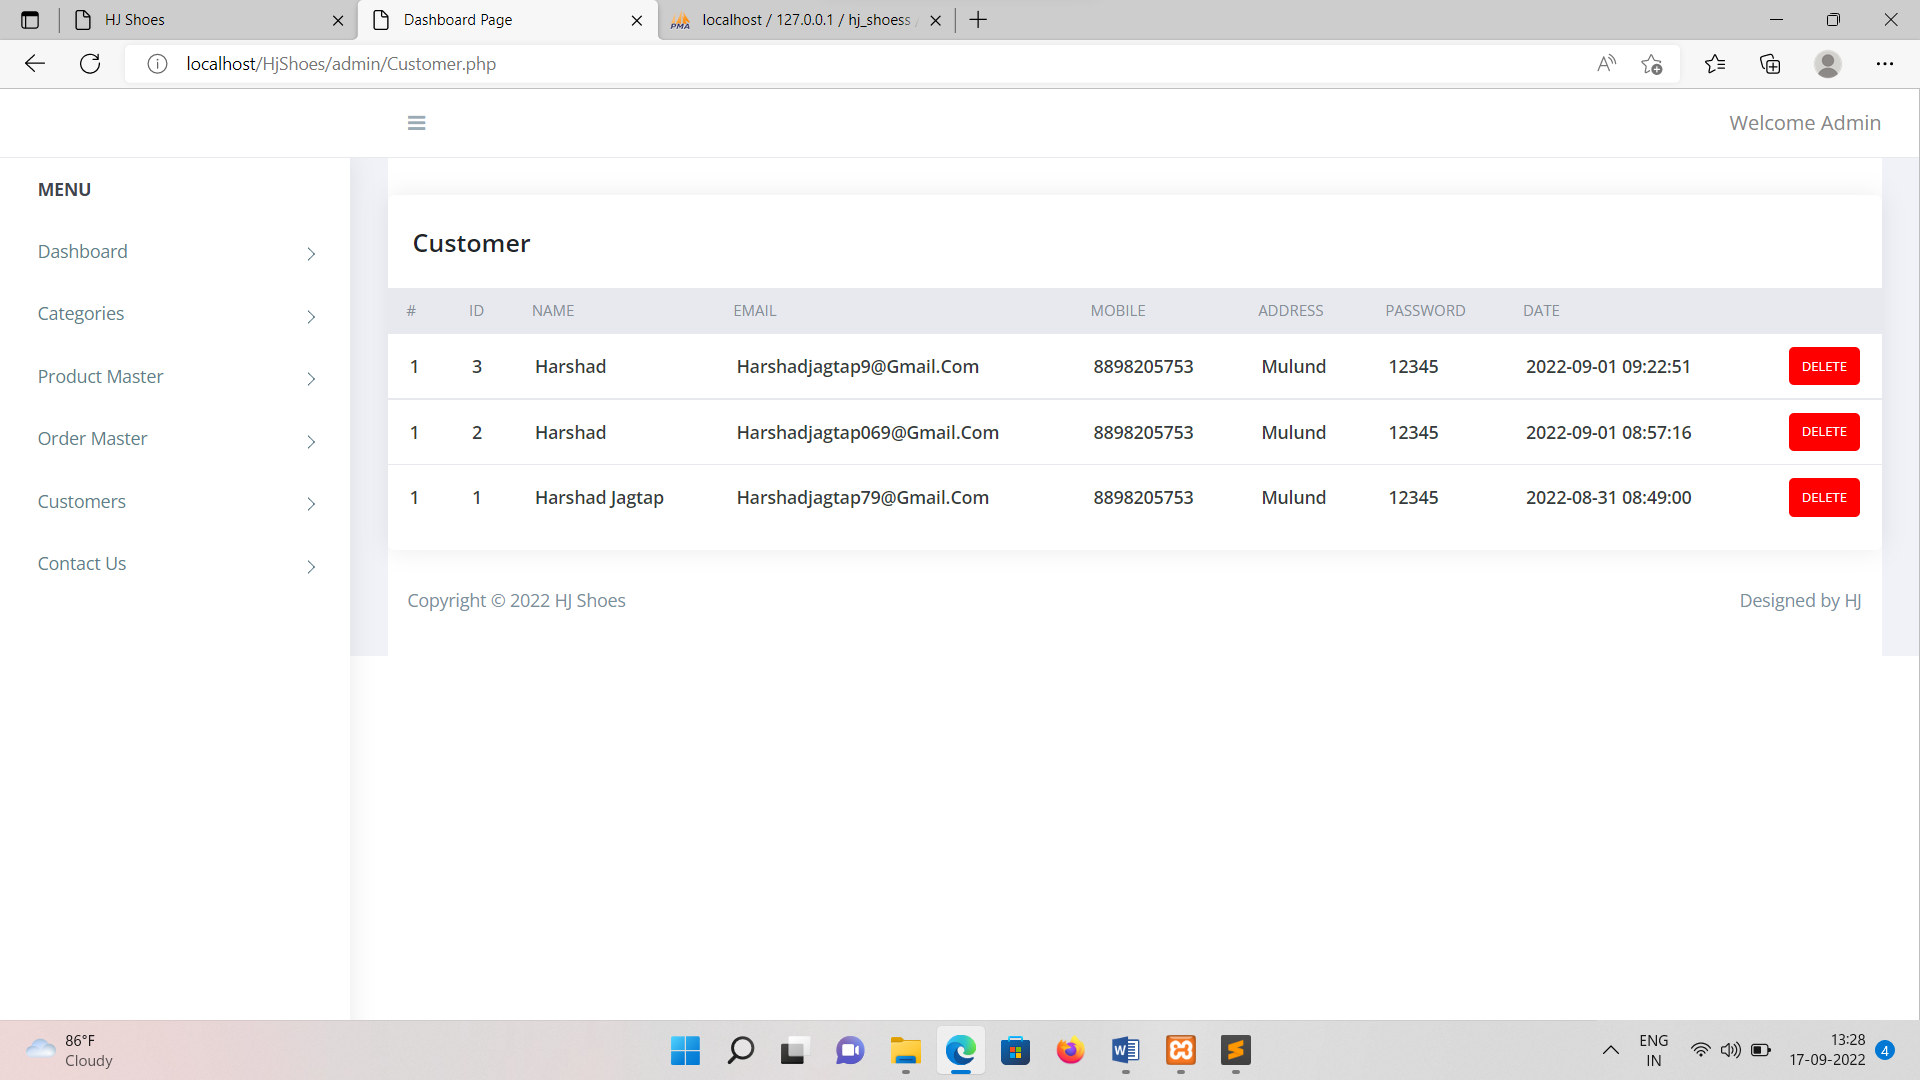 HJ Shoes
Dashboard Page
PMA
localhost / 127.0.0.1 / hj_shoess
localhost/HjShoes/admin/Customer.php
Welcome Admin
MENU
Dashboard
Categories
Product Master
Order Master
Customers
Contact Us
Customer
# ID NAME EMAIL MOBILE ADDRESS PASSWORD DATE
1 3 Harshad Harshadjagtap9@Gmail.Com 8898205753 Mulund 12345 2022-09-01 09:22:51 DELETE
1 2 Harshad Harshadjagtap069@Gmail.Com 8898205753 Mulund 12345 2022-09-01 08:57:16 DELETE
1 1 Harshad Jagtap Harshadjagtap79@Gmail.Com 8898205753 Mulund 12345 2022-08-31 08:49:00 DELETE
Copyright © 2022 HJ Shoes
Designed by HJ
86°F
Cloudy
ENG
IN
13:28
17-09-2022
4